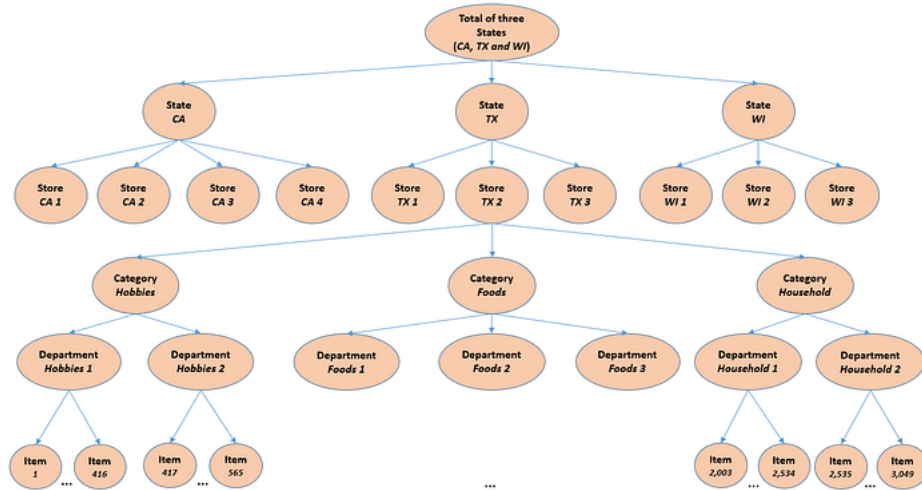 Total of three
States
(CA, TX and WI)
State
CA
State
TX
State
WI
Store
CA 1
Store
CA 2
Store
CA 3
Store
CA 4
Store
TX 1
Store
TX 2
Store
TX 3
Store
WI 1
Store
WI 2
Store
WI 3
Category
Hobbies
Category
Foods
Category
Household
Department
Hobbies 1
Department
Hobbies 2
Department
Foods 1
Department
Foods 2
Department
Foods 3
Department
Household 1
Department
Household 2
Item
1
...
Item
416
Item
417
...
Item
565
...
Item
2,003
...
Item
2,534
Item
2,535
...
Item
3,049